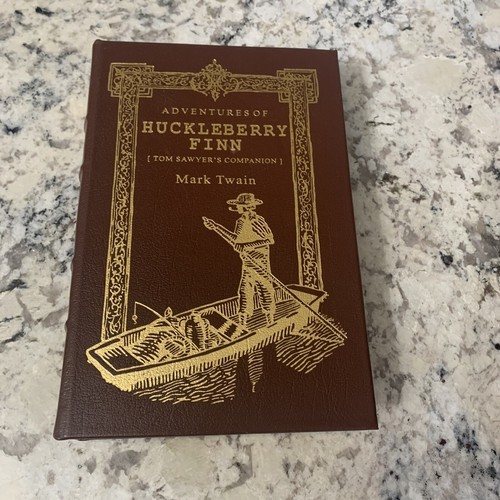 ADVENTURES OF
HUCKLEBERRY
FINN
[ TOM SAWYER'S COMPANION ]
Mark Twain